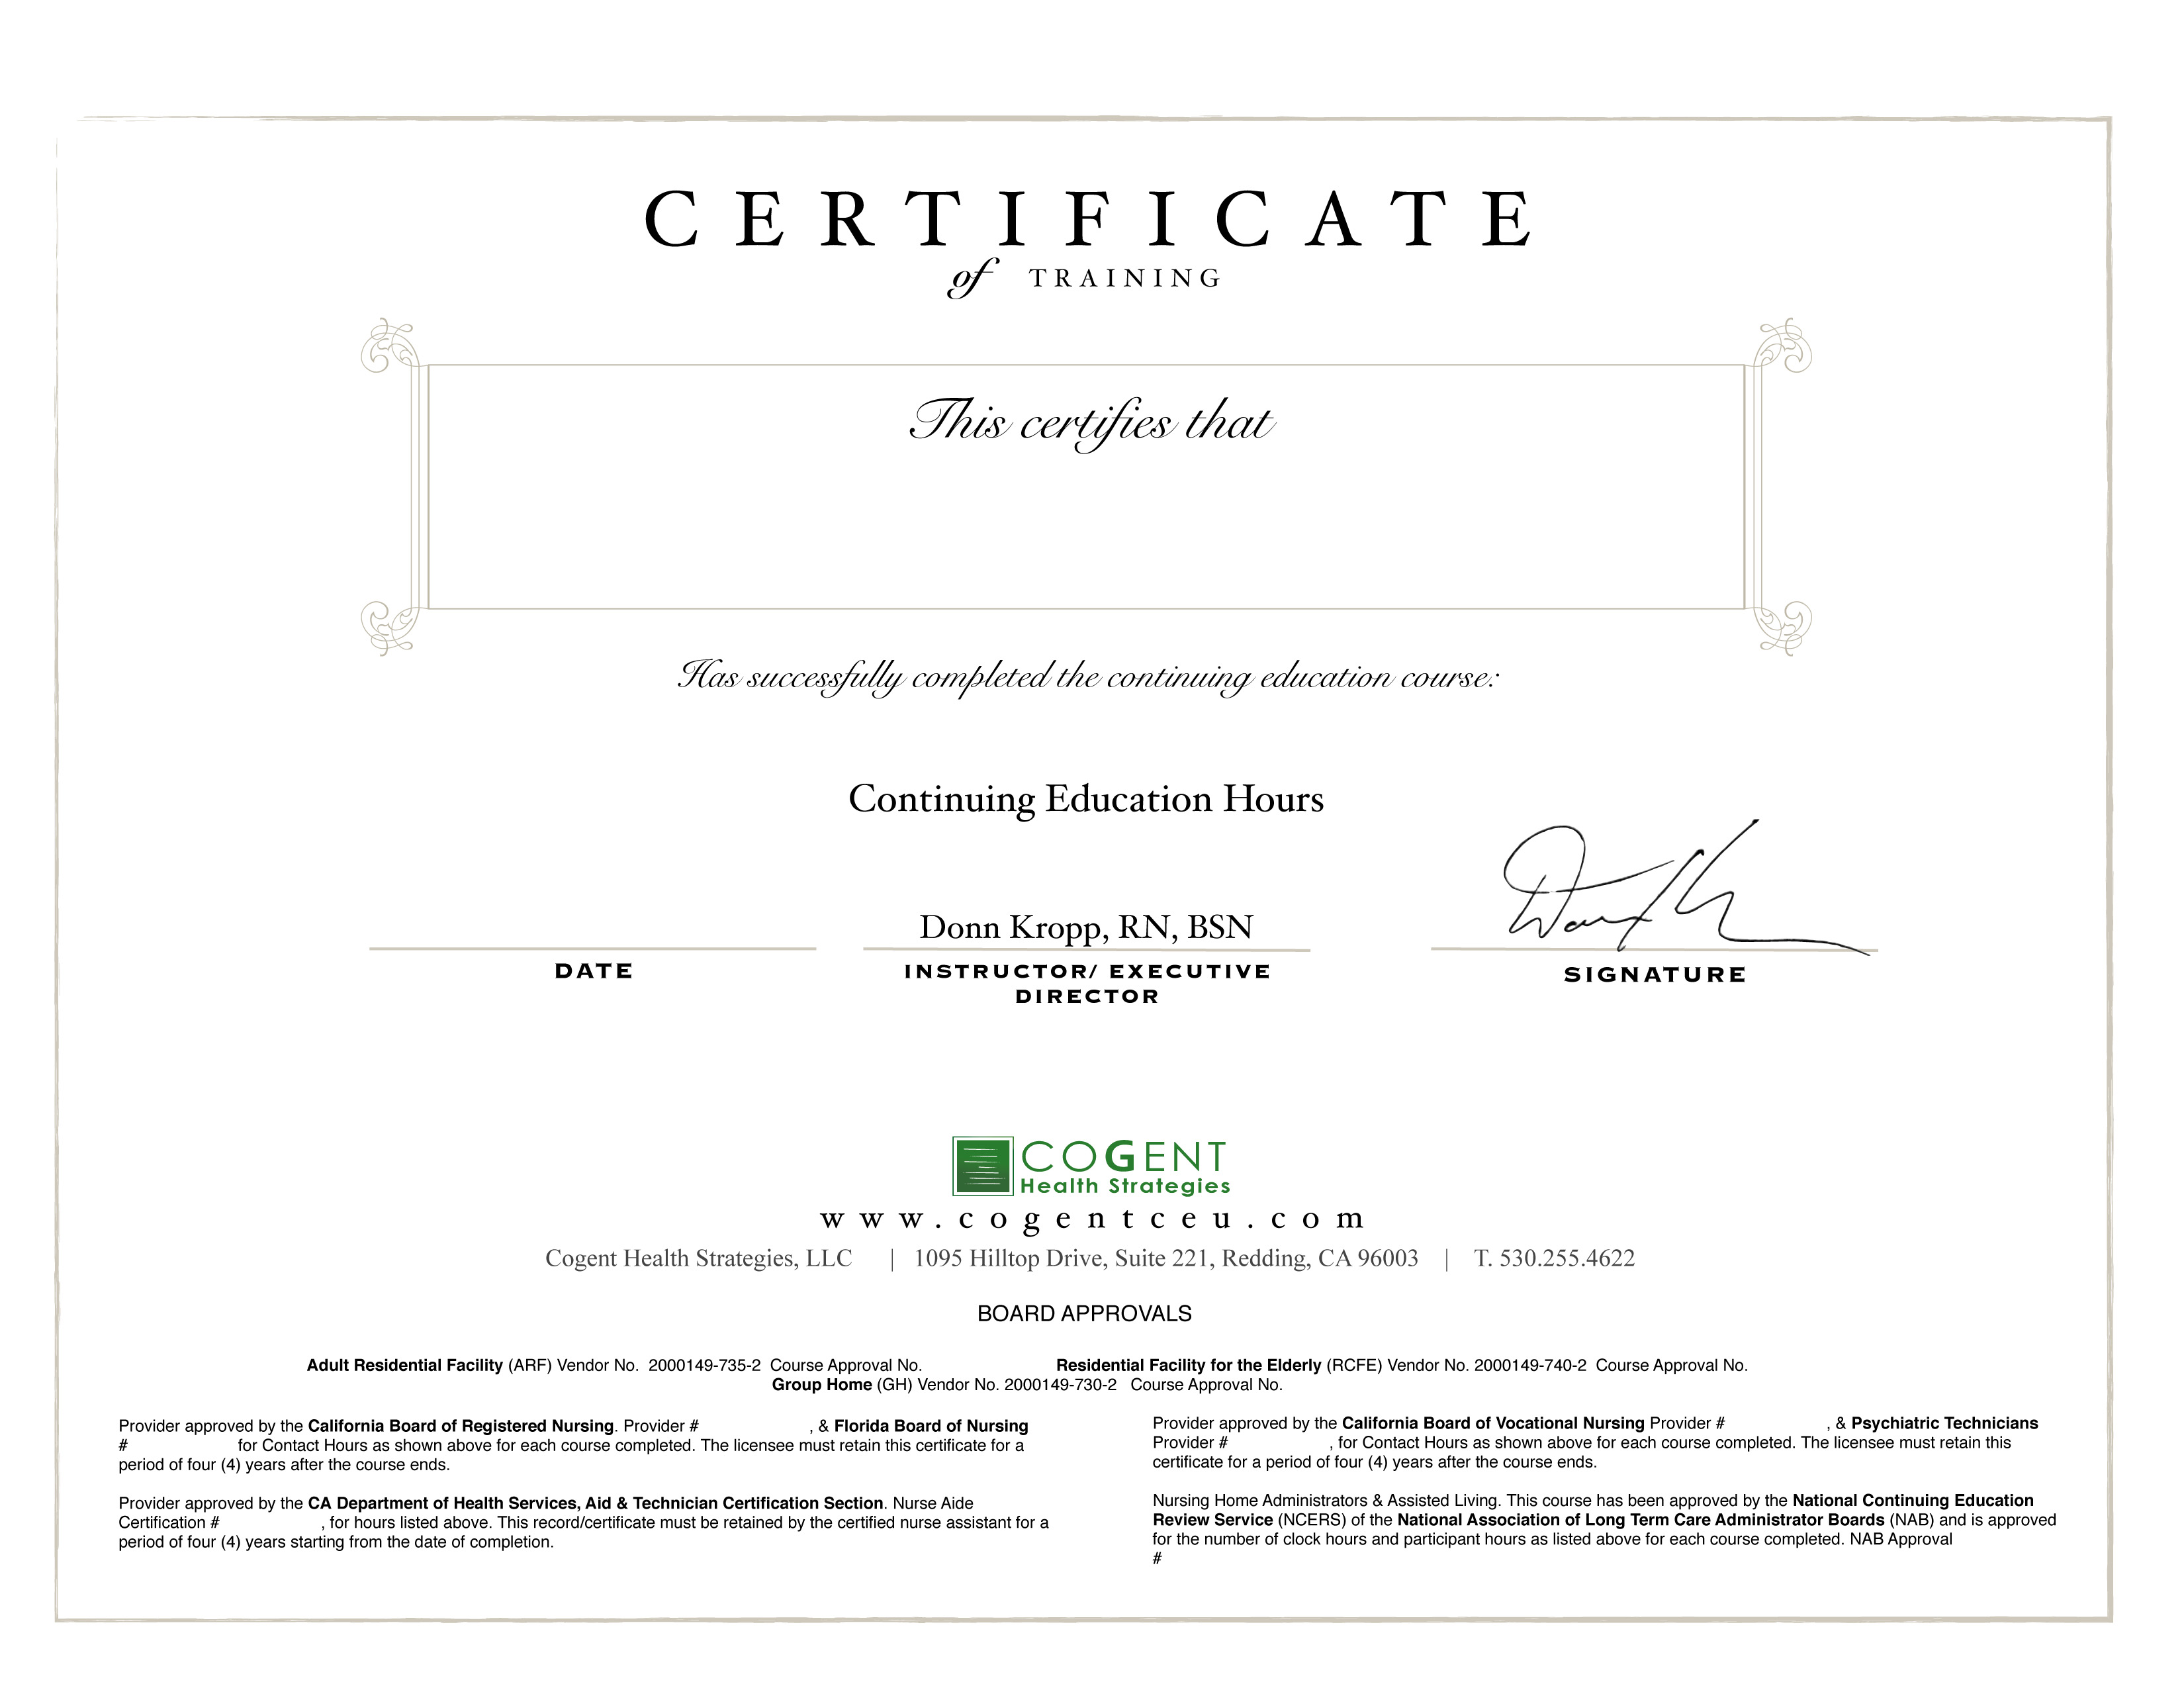 CERTIFICATE
of TRAINING
This certifies that
Has successfully completed the continuing education course:
Continuing Education Hours
Donn Kropp, RN, BSN
DATE
INSTRUCTOR/ EXECUTIVE
DIRECTOR
SIGNATURE
COGENT
Health Strategies
www.cogentceu.com
Cogent Health Strategies, LLC | 1095 Hilltop Drive, Suite 221, Redding, CA 96003 | T. 530.255.4622
BOARD APPROVALS
Adult Residential Facility (ARF) Vendor No. 2000149-735-2 Course Approval No. Residential Facility for the Elderly (RCFE) Vendor No. 2000149-740-2 Course Approval No.
Group Home (GH) Vendor No. 2000149-730-2 Course Approval No.
Provider approved by the California Board of Registered Nursing. Provider # , & Florida Board of Nursing
# for Contact Hours as shown above for each course completed. The licensee must retain this certificate for a
period of four (4) years after the course ends.
Provider approved by the CA Department of Health Services, Aid & Technician Certification Section. Nurse Aide
Certification # , for hours listed above. This record/certificate must be retained by the certified nurse assistant for a
period of four (4) years starting from the date of completion.
Provider approved by the California Board of Vocational Nursing Provider # , & Psychiatric Technicians
Provider # , for Contact Hours as shown above for each course completed. The licensee must retain this
certificate for a period of four (4) years after the course ends.
Nursing Home Administrators & Assisted Living. This course has been approved by the National Continuing Education
Review Service (NCERS) of the National Association of Long Term Care Administrator Boards (NAB) and is approved
for the number of clock hours and participant hours as listed above for each course completed. NAB Approval
#